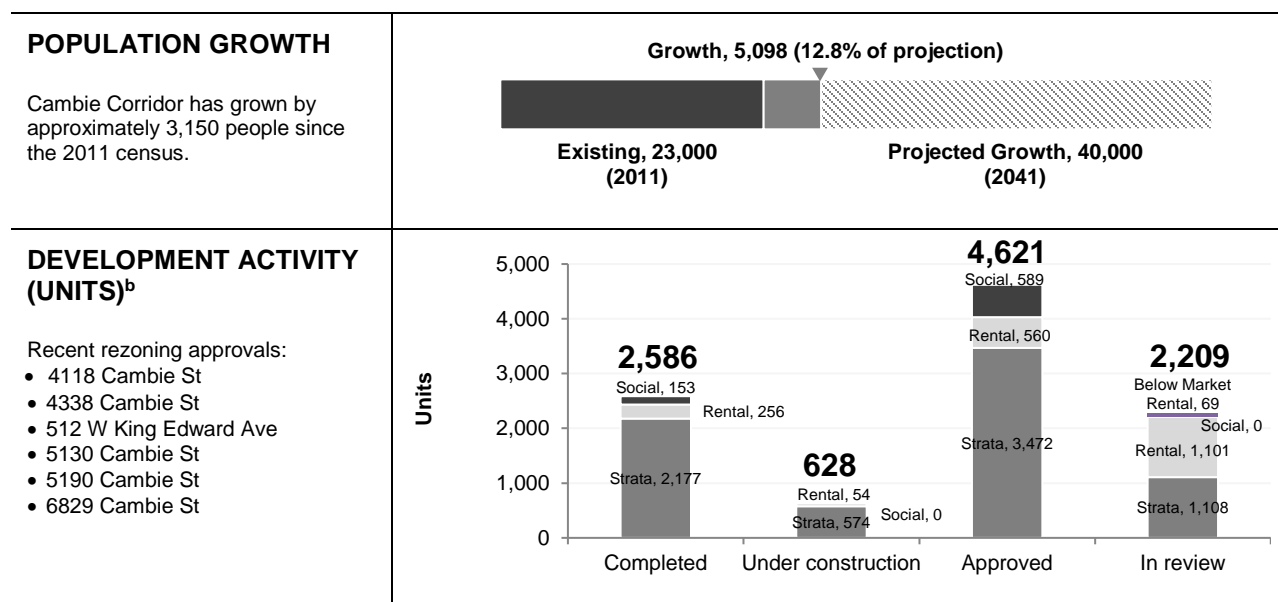 POPULATION GROWTH
Cambie Corridor has grown by
approximately 3,150 people since
the 2011 census.
Growth, 5,098 (12.8% of projection)
Existing, 23,000
(2011)
Projected Growth, 40,000
(2041)
DEVELOPMENT ACTIVITY
(UNITS)b
Recent rezoning approvals:
• 4118 Cambie St
• 4338 Cambie St
• 512 W King Edward Ave
• 5130 Cambie St
• 5190 Cambie St
• 6829 Cambie St
Units
5,000
4,000
3,000
2,000
1,000
0
2,586
Social, 153
Rental, 256
Strata, 2,177
628
Rental, 54
Social, 0
Strata, 574
4,621
Social, 589
Rental, 560
Strata, 3,472
2,209
Below Market
Rental, 69
Social, 0
Rental, 1,101
Strata, 1,108
Completed
Under construction
Approved
In review